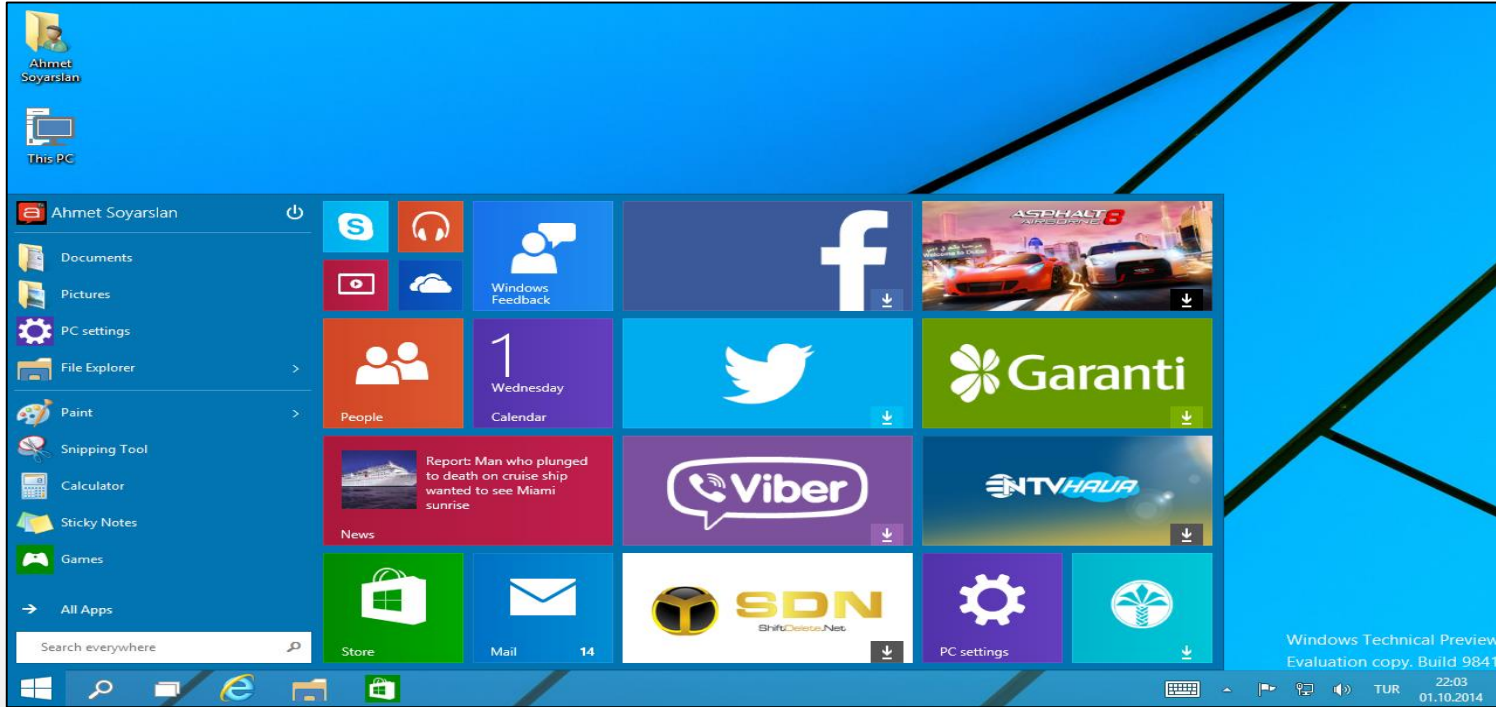 Ahmet
Soyarslan
This PC
Ahmet Soyarslan
Documents
Pictures
PC settings
File Explorer
Paint
Snipping Tool
Calculator
Sticky Notes
Games
All Apps
Search everywhere
S
Windows
Feedback
f
ASPHALT 8
AIRBORNE
People
1
Wednesday
Calendar
Garanti
Report: Man who plunged
to death on cruise ship
wanted to see Miami
sunrise
News
Viber
NTVHAVA
Store
Mail 14
SDN
ShiftDelete.Net
PC settings
Windows Technical Preview
Evaluation copy. Build 9841
TUR
22:03
01.10.2014